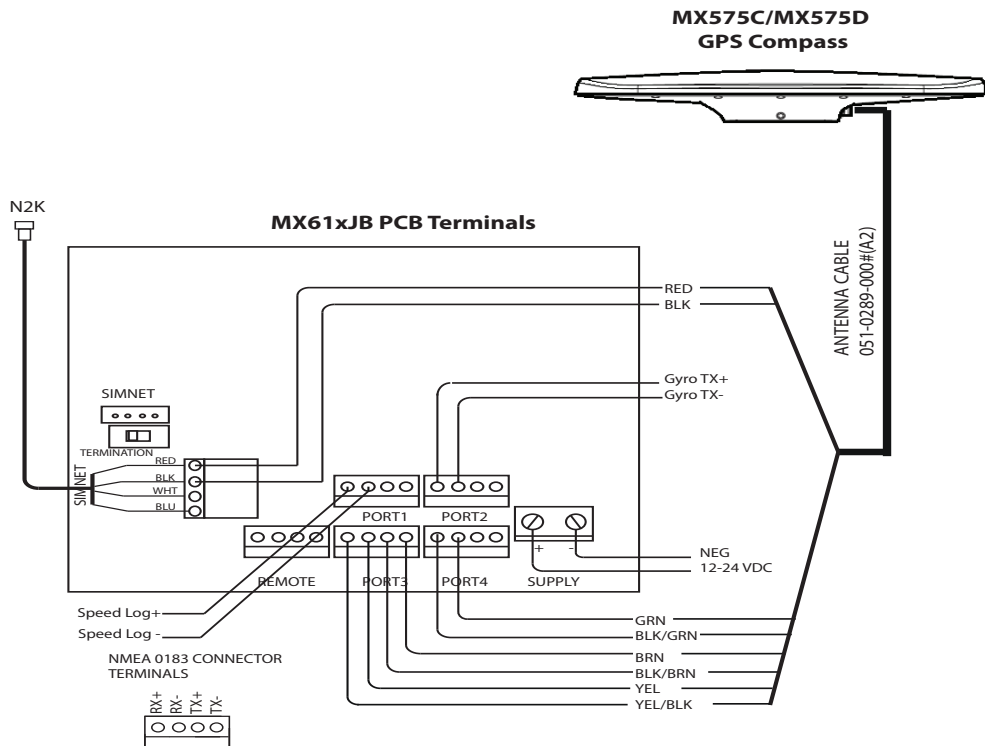 MX575C/MX575D
GPS Compass
N2K
MX61xJB PCB Terminals
ANTENNA CABLE
051-0289-000#(A2)
RED
BLK
Gyro TX+
Gyro TX-
SIMNET
TERMINATION
SIMNET
RED
BLK
WHT
BLU
PORT1
PORT2
+
-
REMOTE
PORT3
PORT4
SUPPLY
NEG
12-24 VDC
Speed Log+
Speed Log -
GRN
BLK/GRN
BRN
BLK/BRN
YEL
YEL/BLK
NMEA 0183 CONNECTOR
TERMINALS
RX+
RX-
TX+
TX-